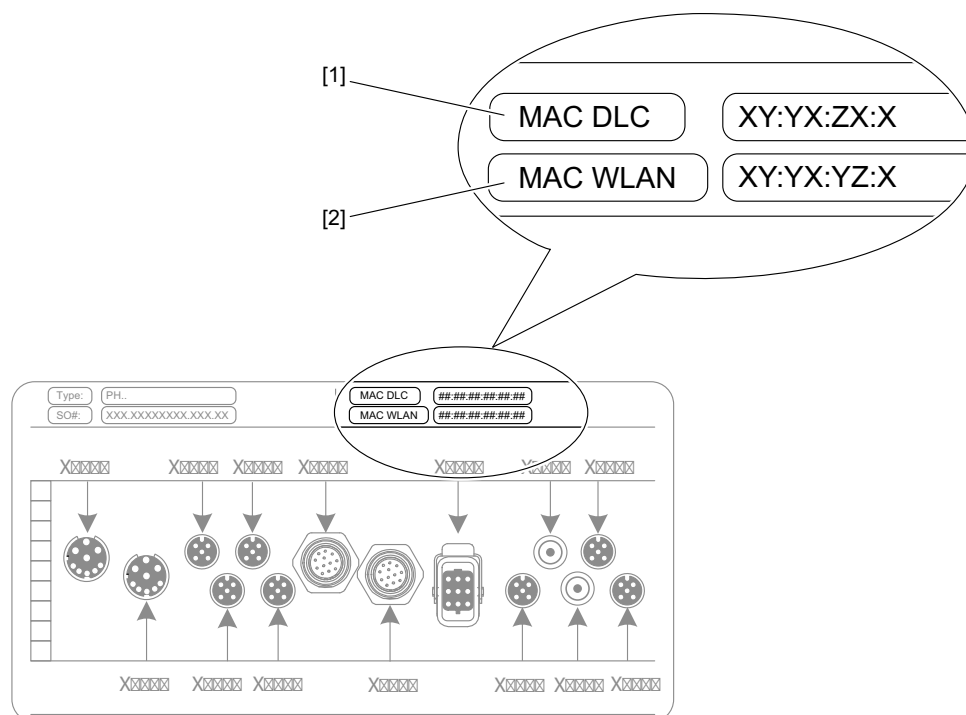 [1]
MAC DLC XY:YX:ZX:X
MAC WLAN XY:YX:YZ:X
[2]
Type: PH.. MAC DLC ##:##:##:##:##:##
SO#: XXX.XXXXXXXX.XXX.XX MAC WLAN ##:##:##:##:##:##
X X X X X X X
X X X X X X X